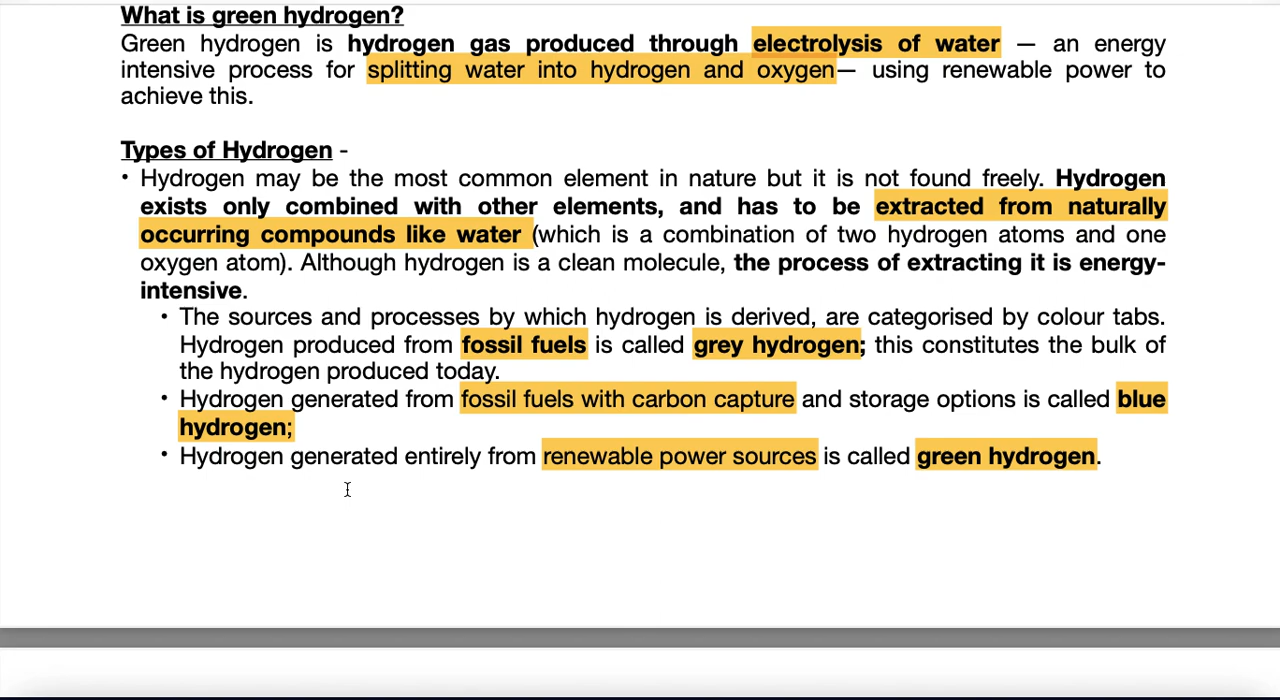 What is green hydrogen?
Green hydrogen is hydrogen gas produced through electrolysis of water — an energy
intensive process for splitting water into hydrogen and oxygen— using renewable power to
achieve this.
Types of Hydrogen -
• Hydrogen may be the most common element in nature but it is not found freely. Hydrogen
exists only combined with other elements, and has to be extracted from naturally
occurring compounds like water (which is a combination of two hydrogen atoms and one
oxygen atom). Although hydrogen is a clean molecule, the process of extracting it is energy-
intensive.
• The sources and processes by which hydrogen is derived, are categorised by colour tabs.
Hydrogen produced from fossil fuels is called grey hydrogen; this constitutes the bulk of
the hydrogen produced today.
• Hydrogen generated from fossil fuels with carbon capture and storage options is called blue
hydrogen;
• Hydrogen generated entirely from renewable power sources is called green hydrogen.